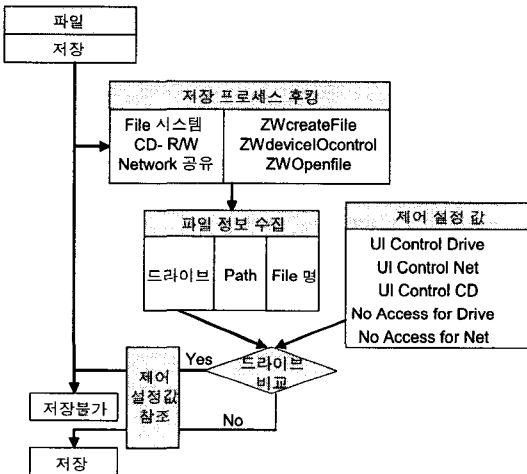 파일
저장
저장 프로세스 후킹
File 시스템
CD- R/W
Network 공유
ZWcreateFile
ZWdeviceIOcontrol
ZWOpenfile
파일 정보 수집
드라이브
Path
File 명
제어 설정 값
UI Control Drive
UI Control Net
UI Control CD
No Access for Drive
No Access for Net
드라이브
비교
Yes
No
제어
설정값
참조
저장불가
저장